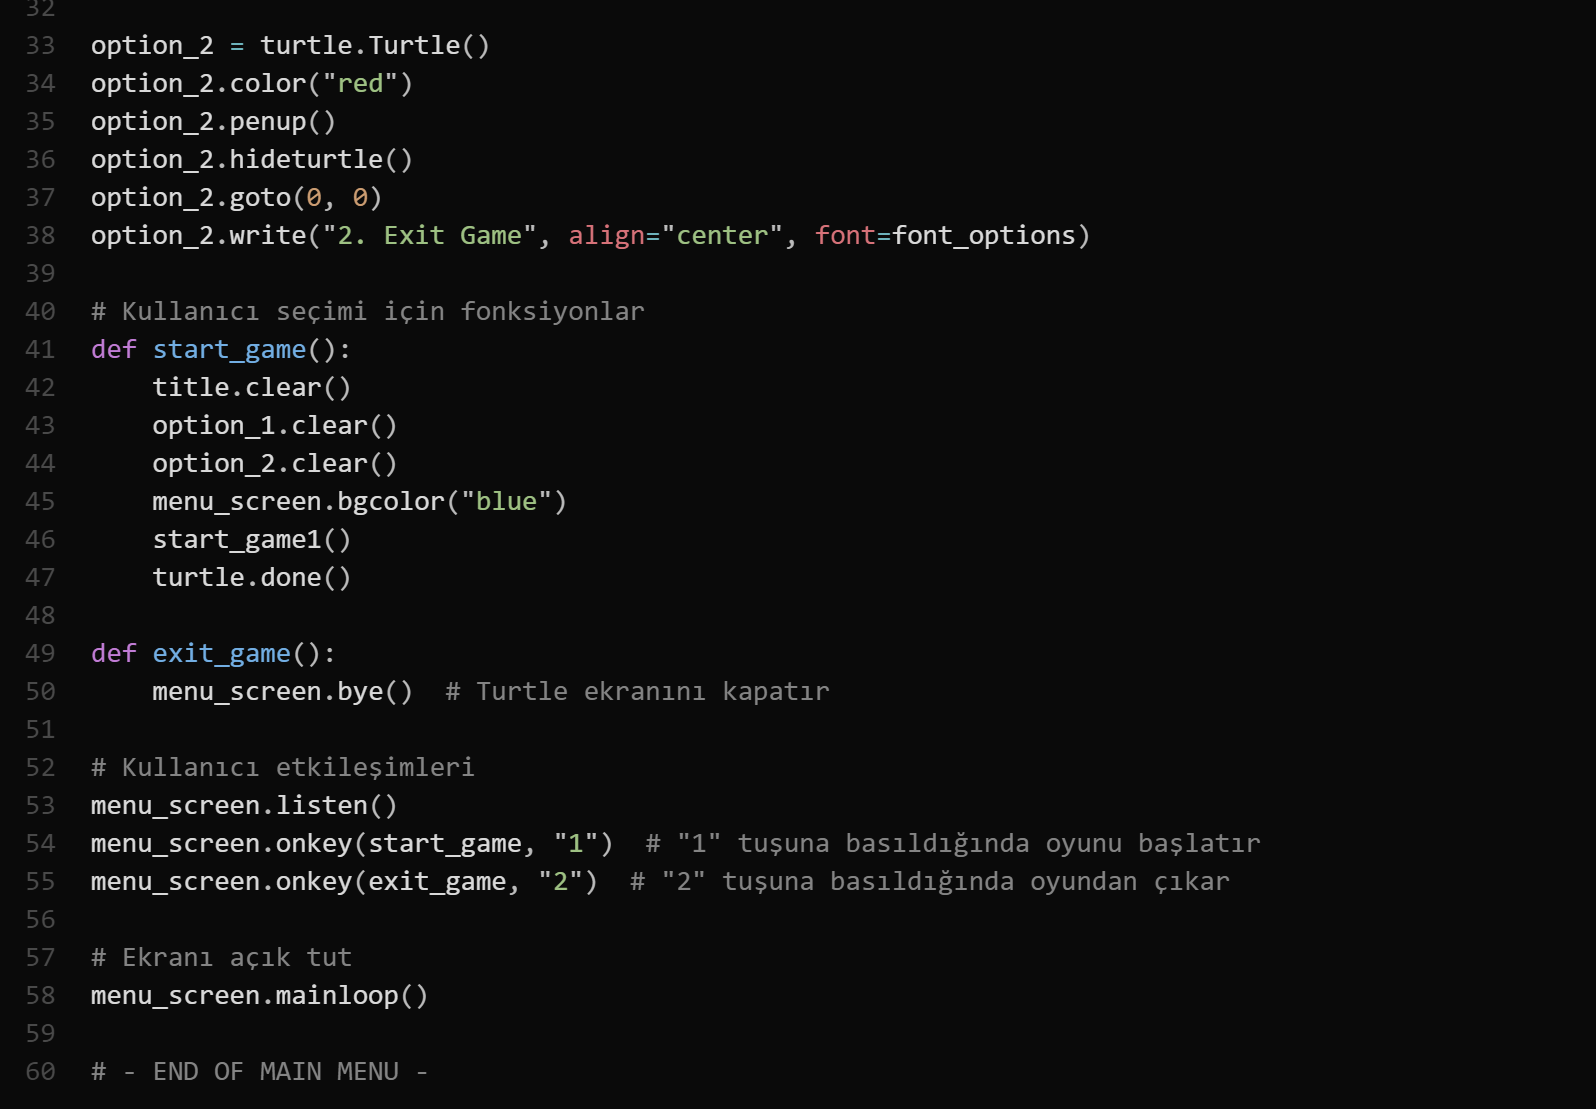 32
33 option_2 = turtle.Turtle()
34 option_2.color("red")
35 option_2.penup()
36 option_2.hideturtle()
37 option_2.goto(0, 0)
38 option_2.write("2. Exit Game", align="center", font=font_options)
39
40 # Kullanıcı seçimi için fonksiyonlar
41 def start_game():
42     title.clear()
43     option_1.clear()
44     option_2.clear()
45     menu_screen.bgcolor("blue")
46     start_game1()
47     turtle.done()
48
49 def exit_game():
50     menu_screen.bye()  # Turtle ekranını kapatır
51
52 # Kullanıcı etkileşimleri
53 menu_screen.listen()
54 menu_screen.onkey(start_game, "1")  # "1" tuşuna basıldığında oyunu başlatır
55 menu_screen.onkey(exit_game, "2")  # "2" tuşuna basıldığında oyundan çıkar
56
57 # Ekranı açık tut
58 menu_screen.mainloop()
59
60 # - END OF MAIN MENU -